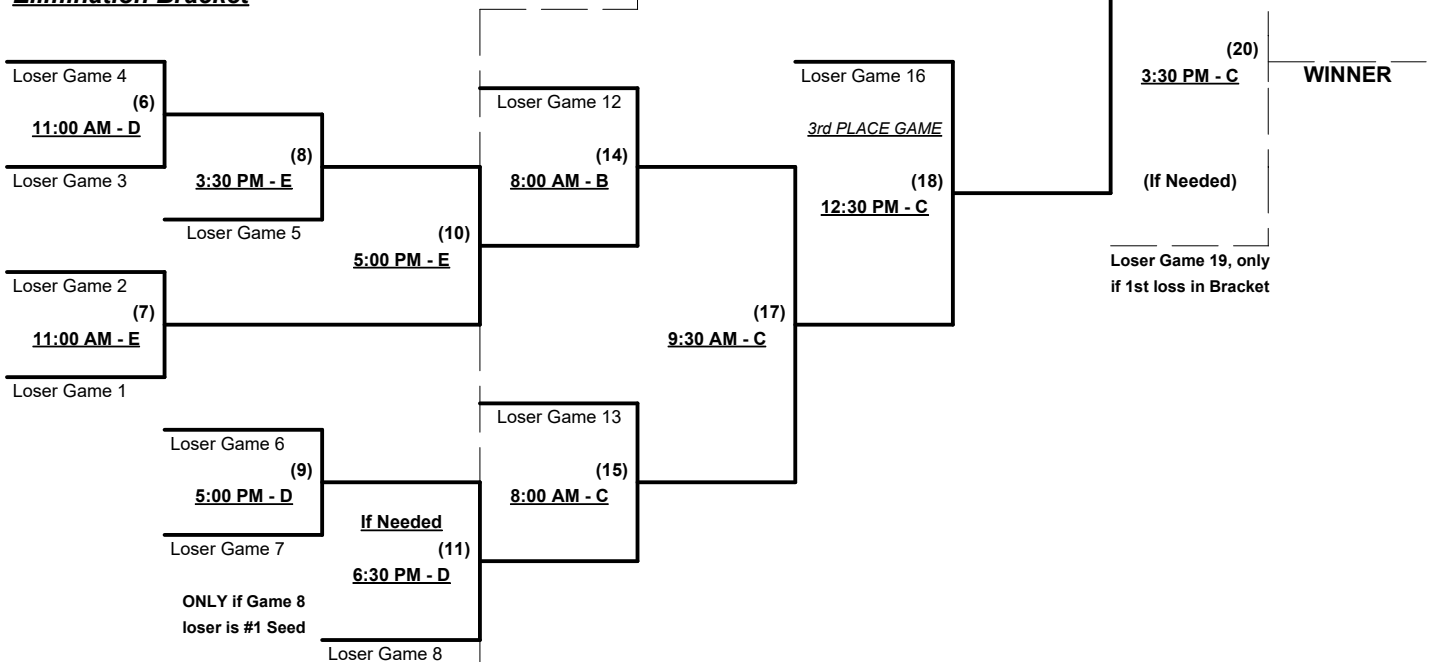 Elimination Bracket
(20)
3:30 PM - C
WINNER
(If Needed)
Loser Game 19, only
if 1st loss in Bracket
Loser Game 4
(6)
11:00 AM - D
Loser Game 3
(8)
3:30 PM - E
Loser Game 5
(10)
5:00 PM - E
Loser Game 2
(7)
11:00 AM - E
Loser Game 1
Loser Game 12
(14)
8:00 AM - B
Loser Game 16
3rd PLACE GAME
(18)
12:30 PM - C
(17)
9:30 AM - C
Loser Game 13
(15)
8:00 AM - C
Loser Game 6
(9)
5:00 PM - D
Loser Game 7
If Needed
(11)
6:30 PM - D
ONLY if Game 8
loser is #1 Seed
Loser Game 8